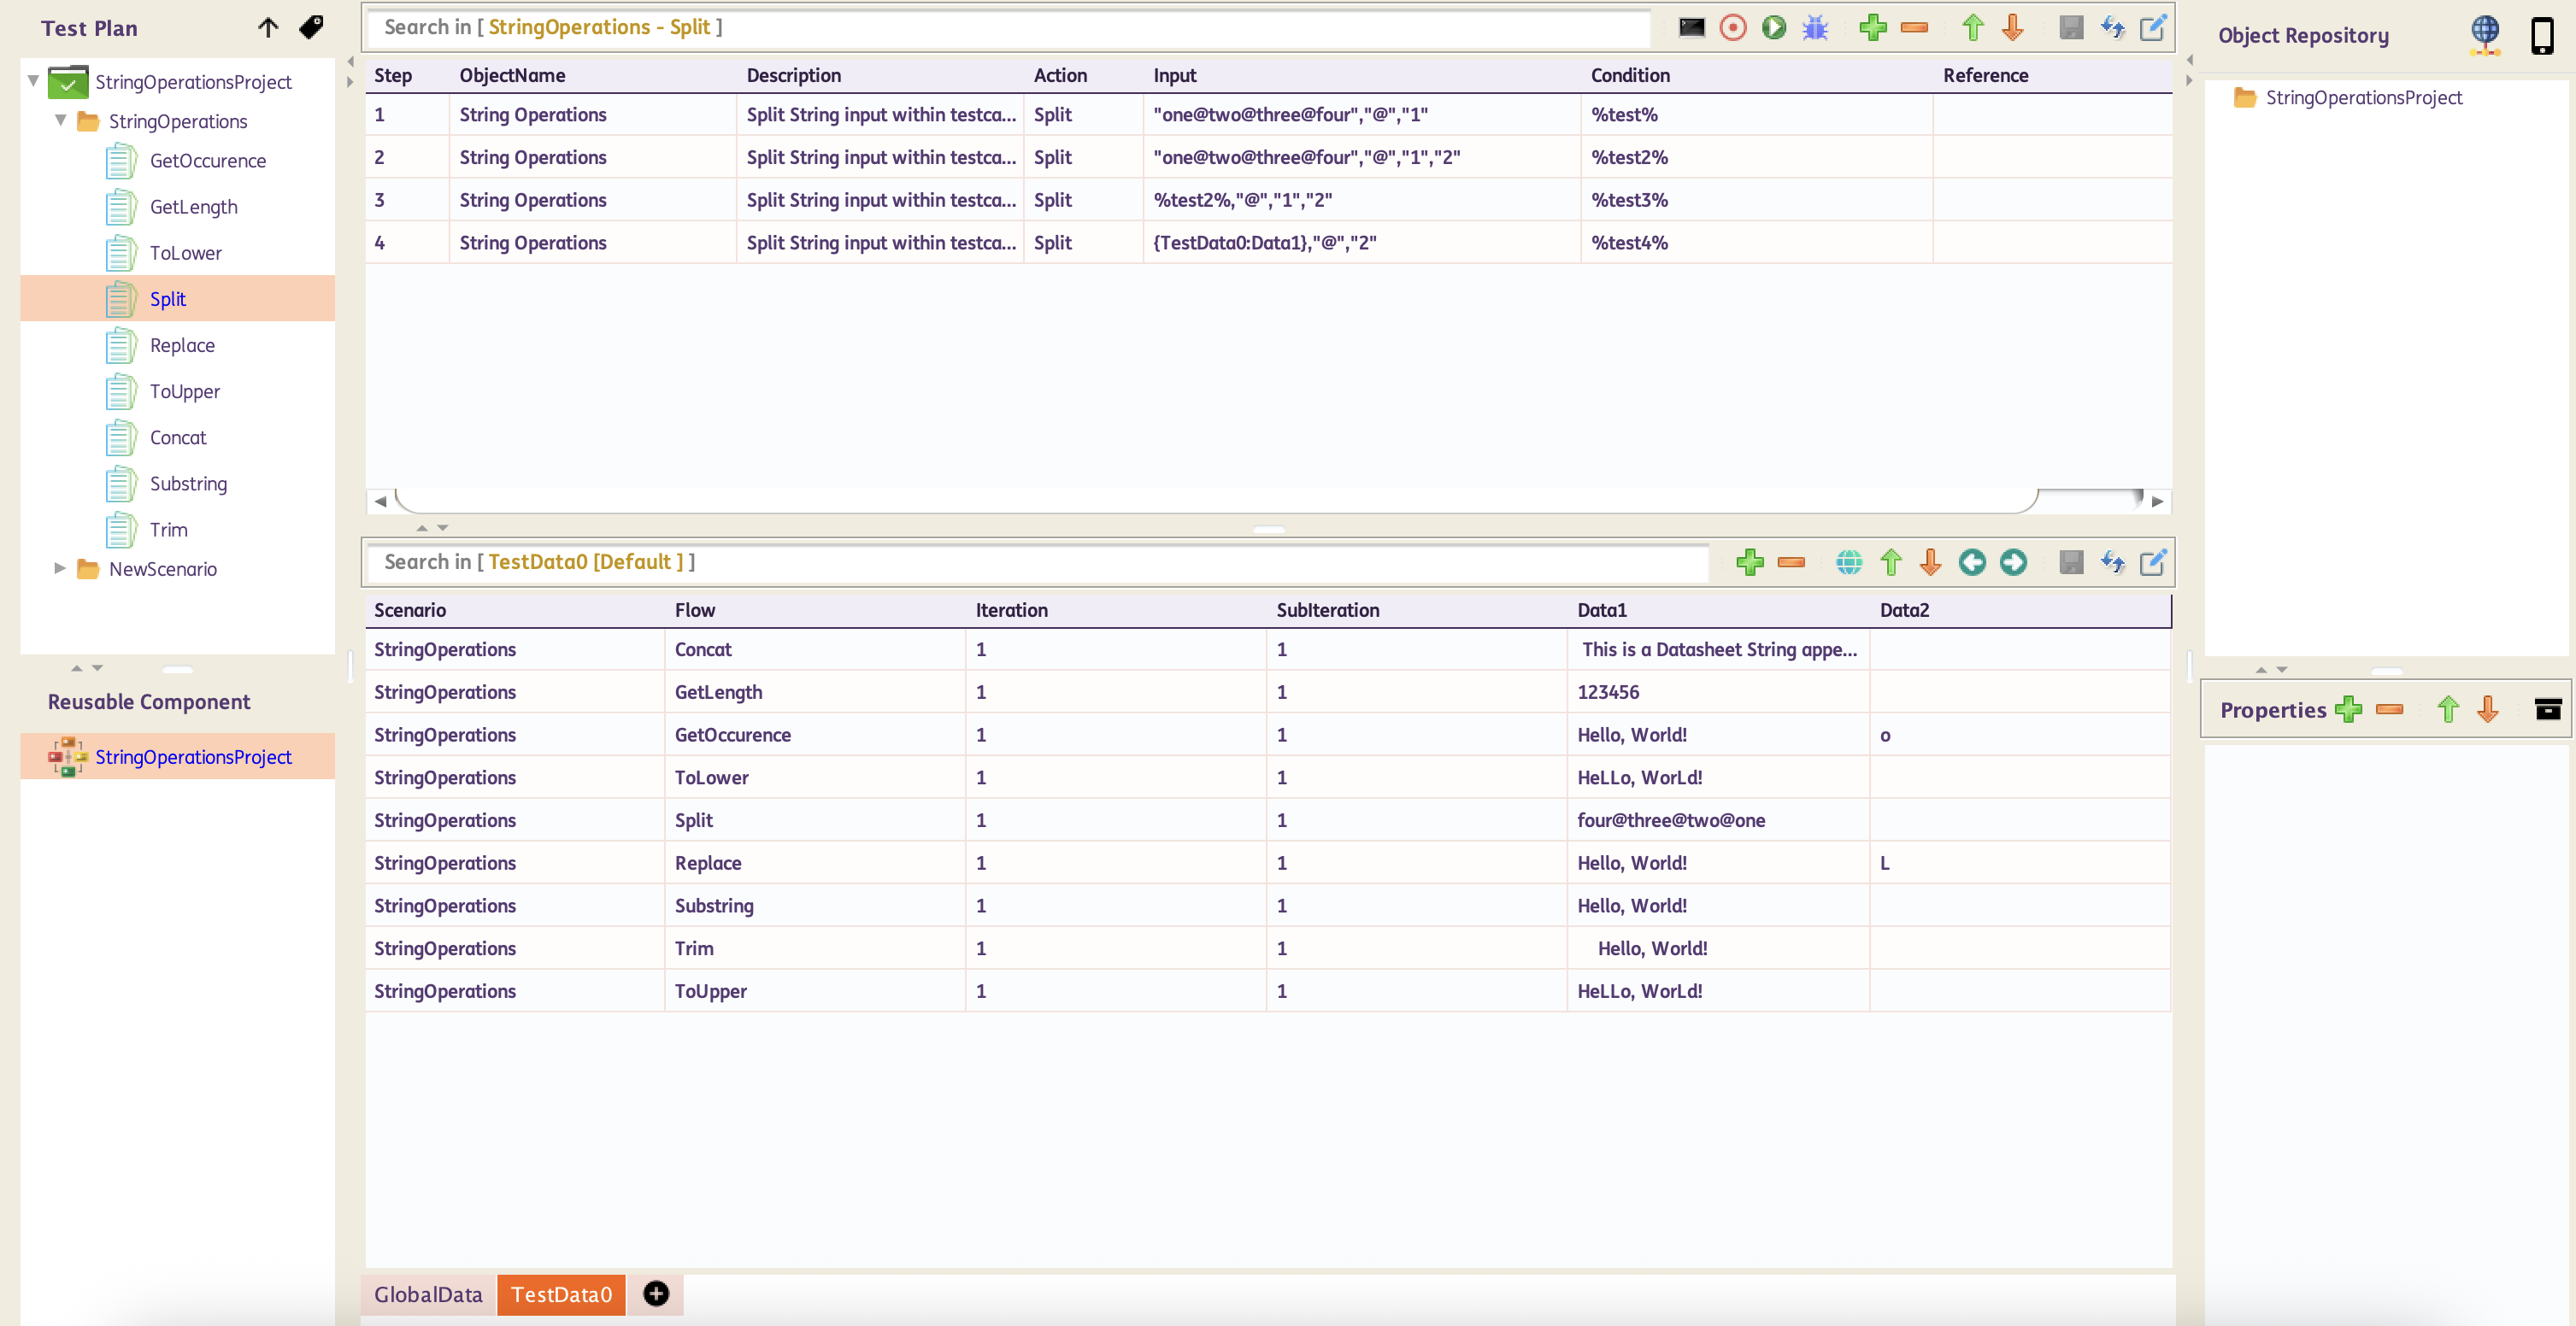 Test Plan
StringOperationsProject
StringOperations
GetOccurence
GetLength
ToLower
Split
Replace
ToUpper
Concat
Substring
Trim
NewScenario
Reusable Component
StringOperationsProject
Search in [ StringOperations - Split ]
Step ObjectName Description Action Input Condition Reference
1 String Operations Split String input within testca... Split "one@two@three@four","@","1" %test%
2 String Operations Split String input within testca... Split "one@two@three@four","@","1","2" %test2%
3 String Operations Split String input within testca... Split %test2%,"@","1","2" %test3%
4 String Operations Split String input within testca... Split {TestData0:Data1},"@","2" %test4%
Search in [ TestData0 [Default ] ]
Scenario Flow Iteration SubIteration Data1 Data2
StringOperations Concat 1 1 This is a Datasheet String appe...
StringOperations GetLength 1 1 123456
StringOperations GetOccurence 1 1 Hello, World! o
StringOperations ToLower 1 1 HeLLo, WorLd!
StringOperations Split 1 1 four@three@two@one
StringOperations Replace 1 1 Hello, World! L
StringOperations Substring 1 1 Hello, World!
StringOperations Trim 1 1 Hello, World!
StringOperations ToUpper 1 1 HeLLo, WorLd!
GlobalData TestData0
Object Repository
StringOperationsProject
Properties